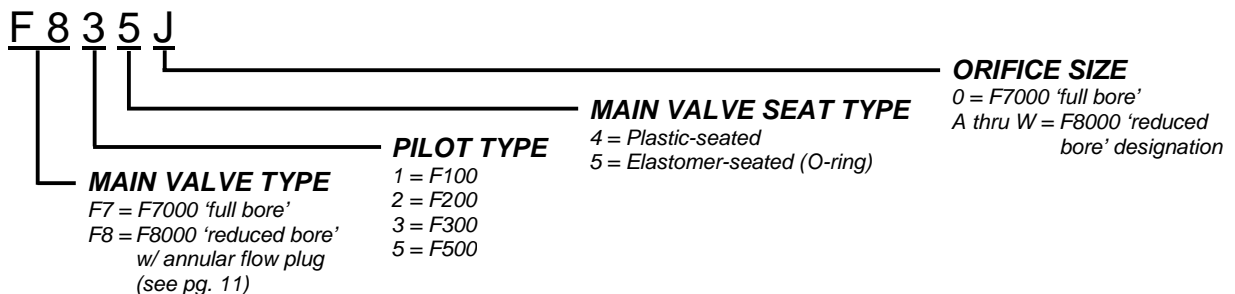 F 8 3 5 J
ORIFICE SIZE
0 = F7000 ‘full bore’
A thru W = F8000 ‘reduced
bore’ designation
MAIN VALVE SEAT TYPE
4 = Plastic-seated
5 = Elastomer-seated (O-ring)
PILOT TYPE
1 = F100
2 = F200
3 = F300
5 = F500
MAIN VALVE TYPE
F7 = F7000 ‘full bore’
F8 = F8000 ‘reduced bore’
w/ annular flow plug
(see pg. 11)